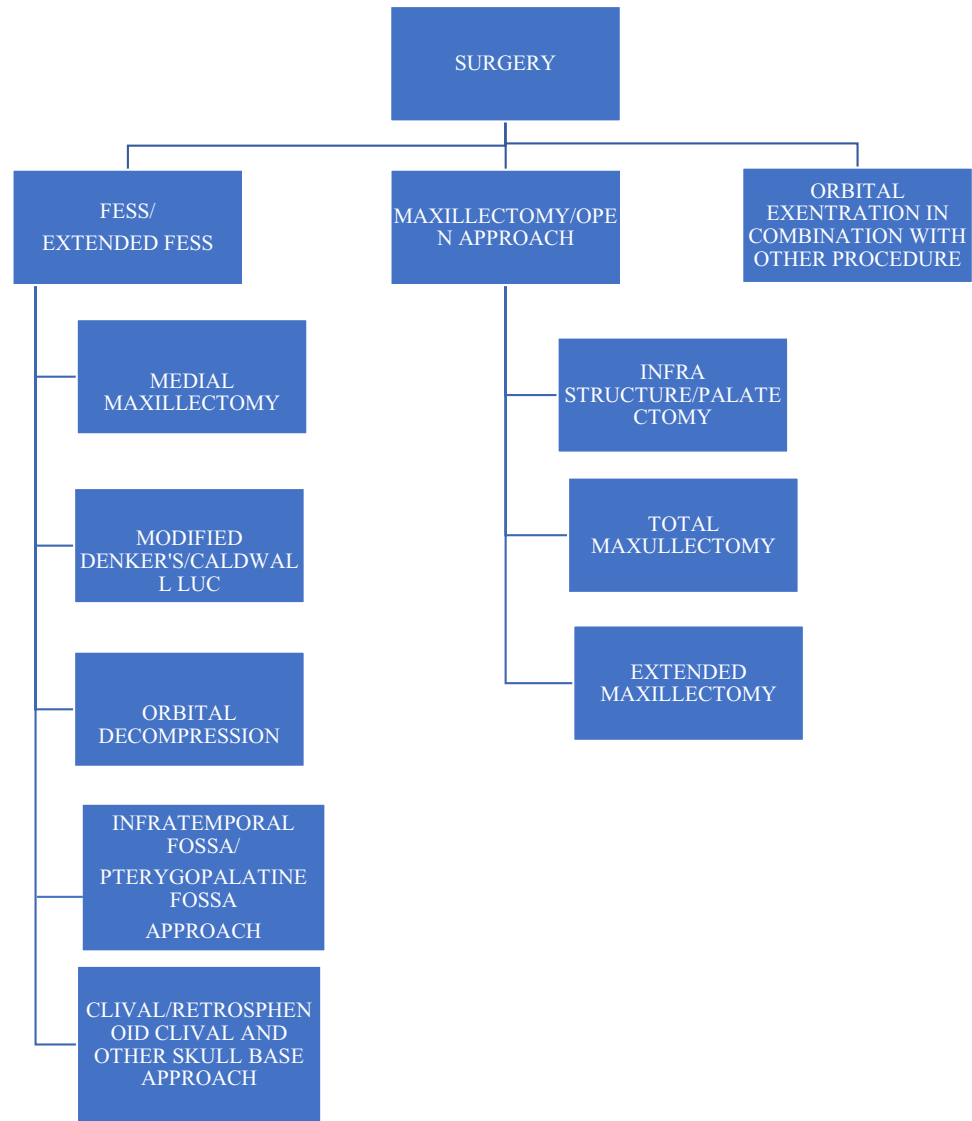 SURGERY
FESS/
EXTENDED FESS
MAXILLECTOMY/OPE
N APPROACH
ORBITAL
EXENTRATION IN
COMBINATION WITH
OTHER PROCEDURE
MEDIAL
MAXILLECTOMY
MODIFIED
DENKER'S/CALDWAL
L LUC
ORBITAL
DECOMPRESSION
INFRATEMPORAL
FOSSA/
PTERYGOPALATINE
FOSSA
APPROACH
CLIVAL/RETROSPHEN
OID CLIVAL AND
OTHER SKULL BASE
APPROACH
INFRA
STRUCTURE/PALATE
CTOMY
TOTAL
MAXULLECTOMY
EXTENDED
MAXILLECTOMY